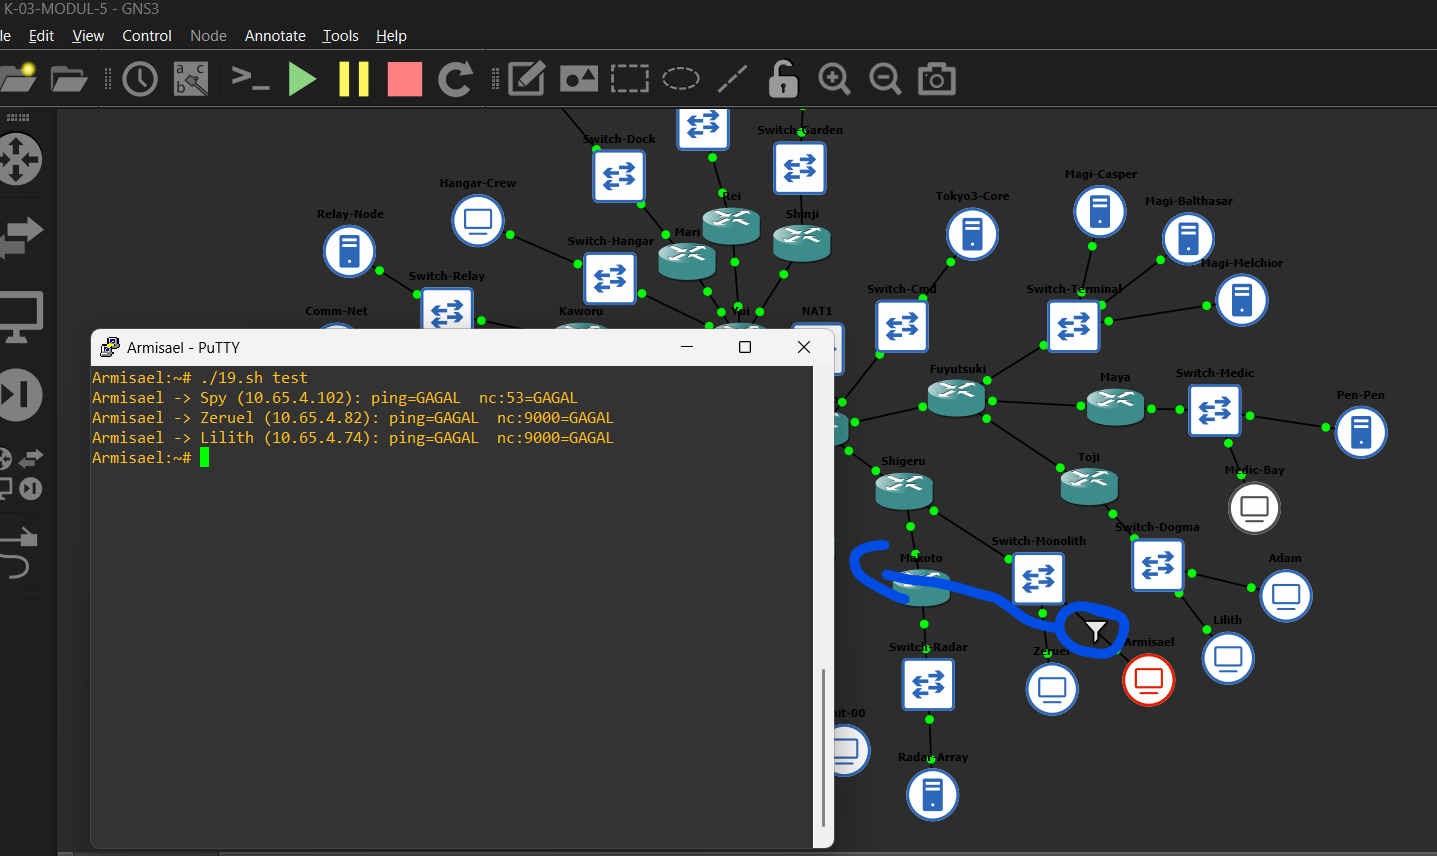 K-03-MODUL-5 - GNS3
le Edit View Control Node Annotate Tools Help
a c
b
Switch-Dock
Switch-Garden
Hangar-Crew
Magi-Casper
Rei
Tokyo3-Core
Magi-Balthasar
Relay-Node
Shinji
Mari
Switch-Hangar
Magi-Melchior
Switch-Relay
Switch-Cmd
Switch-Terminal
Comm-Net
Kaworu
Yui
NAT1
Armisael - PuTTY
Armisael:~# ./19.sh test
Armisael -> Spy (10.65.4.102): ping=GAGAL nc:53=GAGAL
Armisael -> Zeruel (10.65.4.82): ping=GAGAL nc:9000=GAGAL
Armisael -> Lilith (10.65.4.74): ping=GAGAL nc:9000=GAGAL
Armisael:~#
Fuyutsuki
Maya
Switch-Medic
Pen-Pen
Shigeru
Toji
Medic-Bay
Switch-Dogma
Switch-Monolith
Makoto
Adam
Lilith
Armisael
Switch-Radar
Zeruel
nit-00
Radar-Array